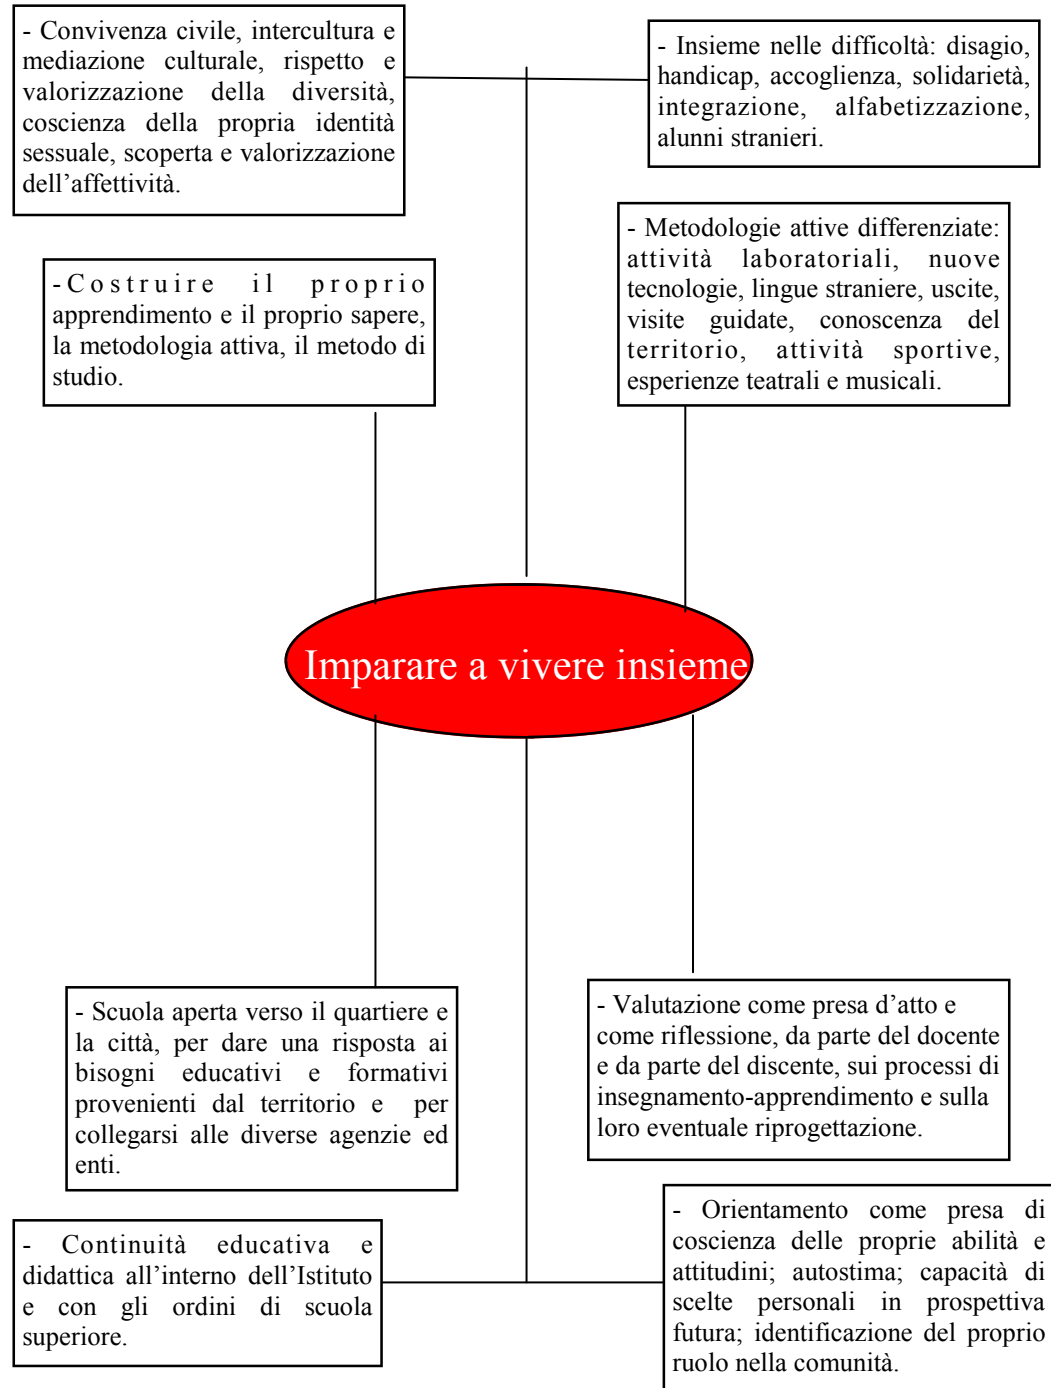 - Convivenza civile, intercultura e
mediazione culturale, rispetto e
valorizzazione della diversità,
coscienza della propria identità
sessuale, scoperta e valorizzazione
dell’affettività.
- Insieme nelle difficoltà: disagio,
handicap, accoglienza, solidarietà,
integrazione, alfabetizzazione,
alunni stranieri.
- Costruire il proprio
apprendimento e il proprio sapere,
la metodologia attiva, il metodo di
studio.
- Metodologie attive differenziate:
attività laboratoriali, nuove
tecnologie, lingue straniere, uscite,
visite guidate, conoscenza del
territorio, attività sportive,
esperienze teatrali e musicali.
Imparare a vivere insieme
- Scuola aperta verso il quartiere e
la città, per dare una risposta ai
bisogni educativi e formativi
provenienti dal territorio e per
collegarsi alle diverse agenzie ed
enti.
- Valutazione come presa d’atto e
come riflessione, da parte del docente
e da parte del discente, sui processi di
insegnamento-apprendimento e sulla
loro eventuale riprogettazione.
- Continuità educativa e
didattica all’interno dell’Istituto
e con gli ordini di scuola
superiore.
- Orientamento come presa di
coscienza delle proprie abilità e
attitudini; autostima; capacità di
scelte personali in prospettiva
futura; identificazione del proprio
ruolo nella comunità.